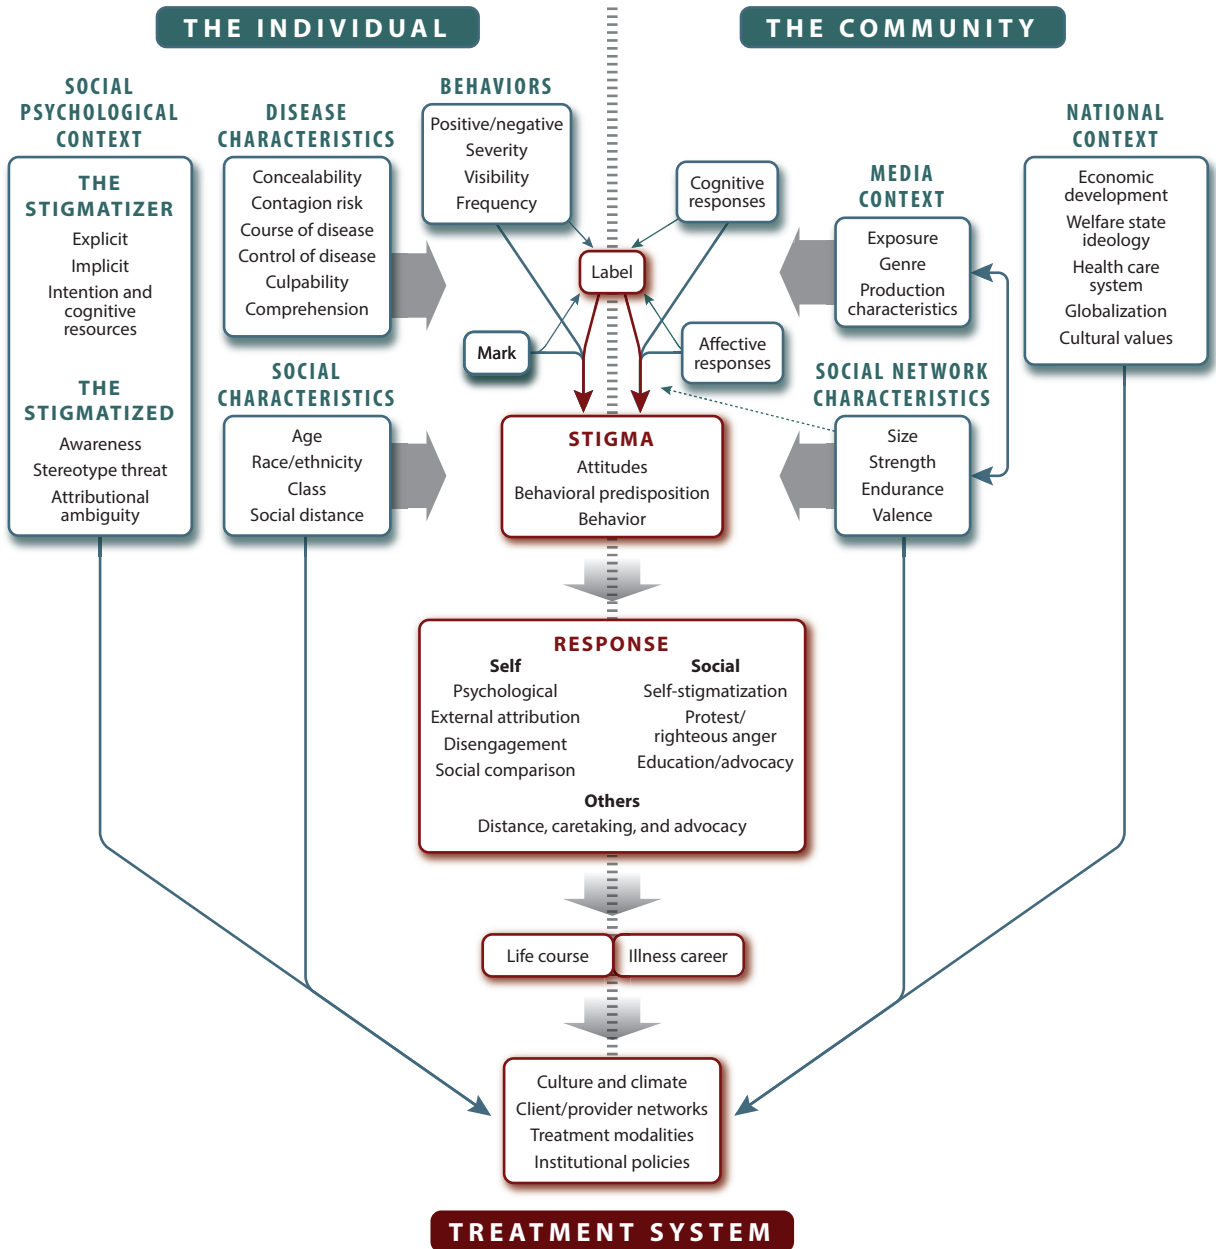 THE INDIVIDUAL
THE COMMUNITY
SOCIAL
PSYCHOLOGICAL
CONTEXT
THE
STIGMATIZER
Explicit
Implicit
Intention and
cognitive
resources
THE
STIGMATIZED
Awareness
Stereotype threat
Attributional
ambiguity
DISEASE
CHARACTERISTICS
Concealability
Contagion risk
Course of disease
Control of disease
Culpability
Comprehension
SOCIAL
CHARACTERISTICS
Age
Race/ethnicity
Class
Social distance
BEHAVIORS
Positive/negative
Severity
Visibility
Frequency
Cognitive
responses
Label
Mark
Affective
responses
MEDIA
CONTEXT
Exposure
Genre
Production
characteristics
SOCIAL NETWORK
CHARACTERISTICS
Size
Strength
Endurance
Valence
NATIONAL
CONTEXT
Economic
development
Welfare state
ideology
Health care
system
Globalization
Cultural values
STIGMA
Attitudes
Behavioral predisposition
Behavior
RESPONSE
Self
Psychological
External attribution
Disengagement
Social comparison
Social
Self-stigmatization
Protest/
righteous anger
Education/advocacy
Others
Distance, caretaking, and advocacy
Life course
Illness career
Culture and climate
Client/provider networks
Treatment modalities
Institutional policies
TREATMENT SYSTEM